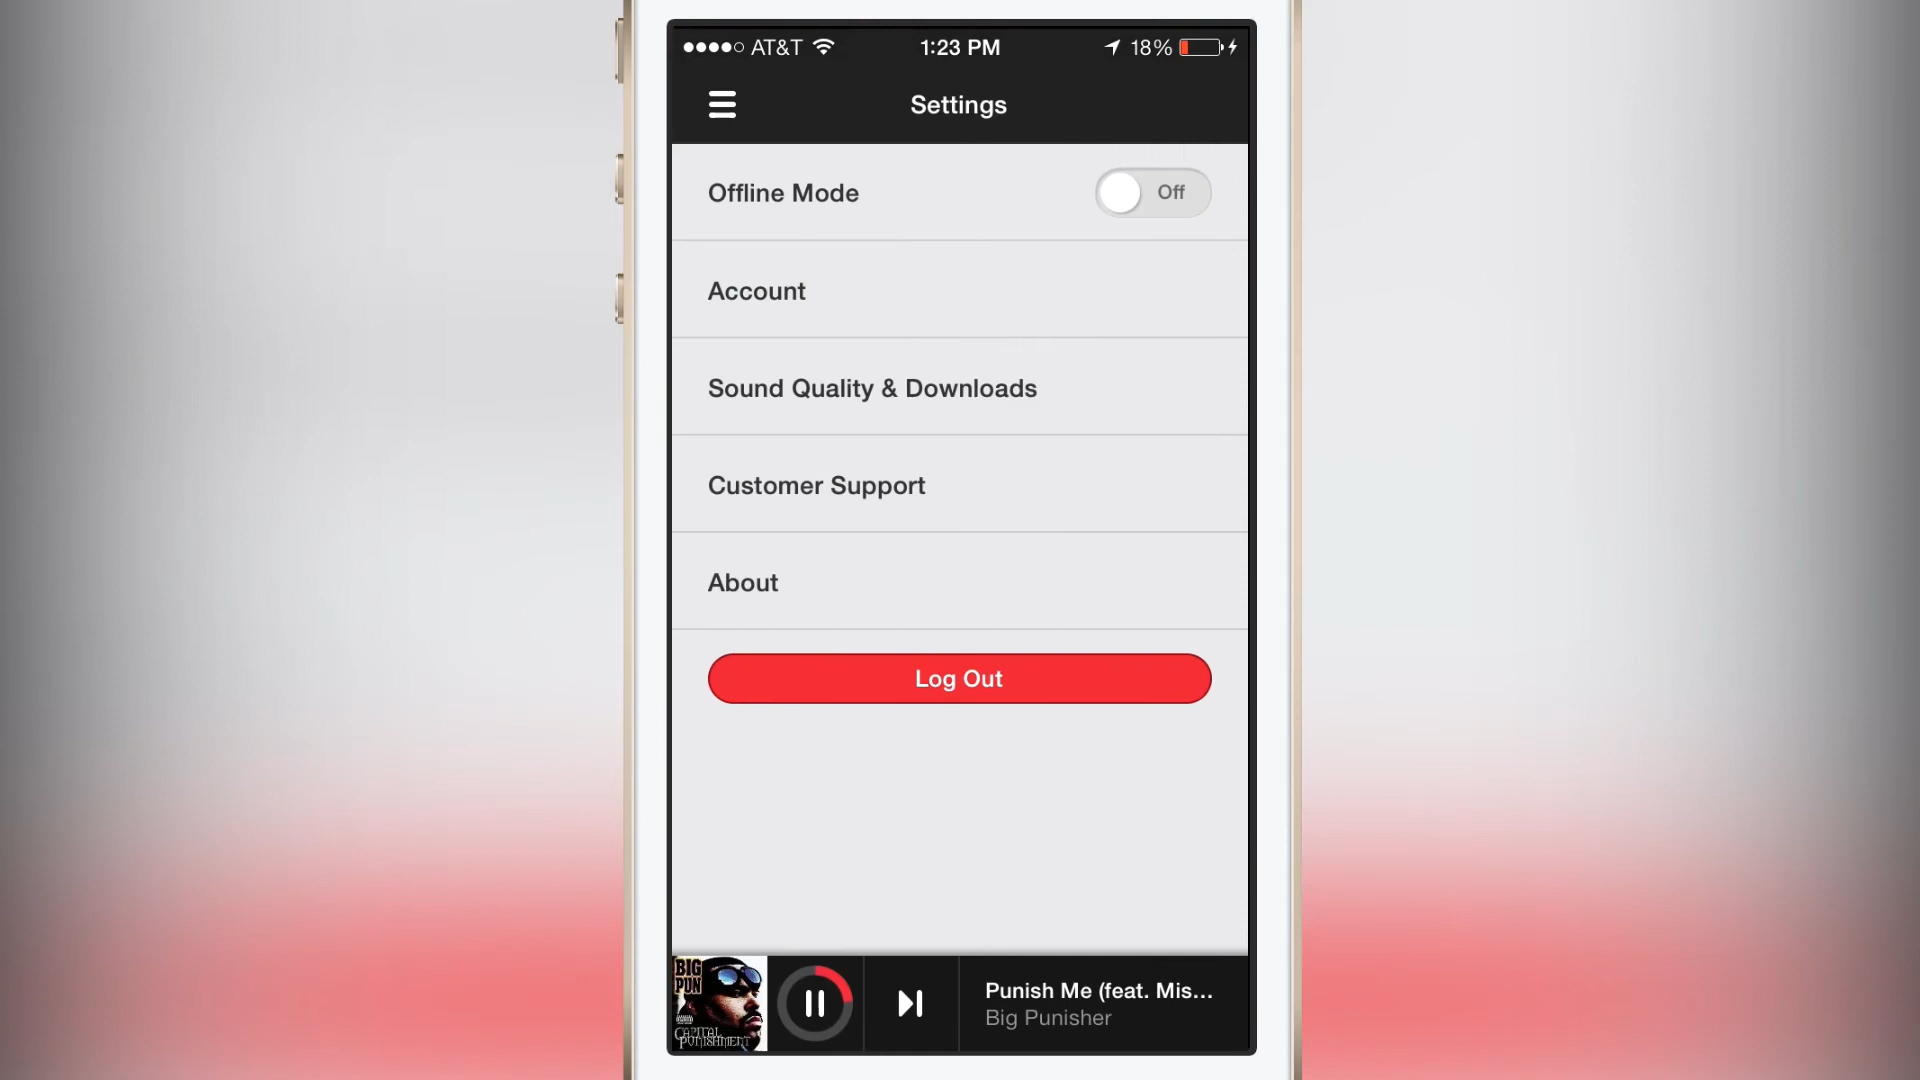 AT&T 1:23 PM 18%
Settings
Offline Mode Off
Account
Sound Quality & Downloads
Customer Support
About
Log Out
BIG
PUN
CAPITAL
PUNISHMENT
Punish Me (feat. Mis...
Big Punisher